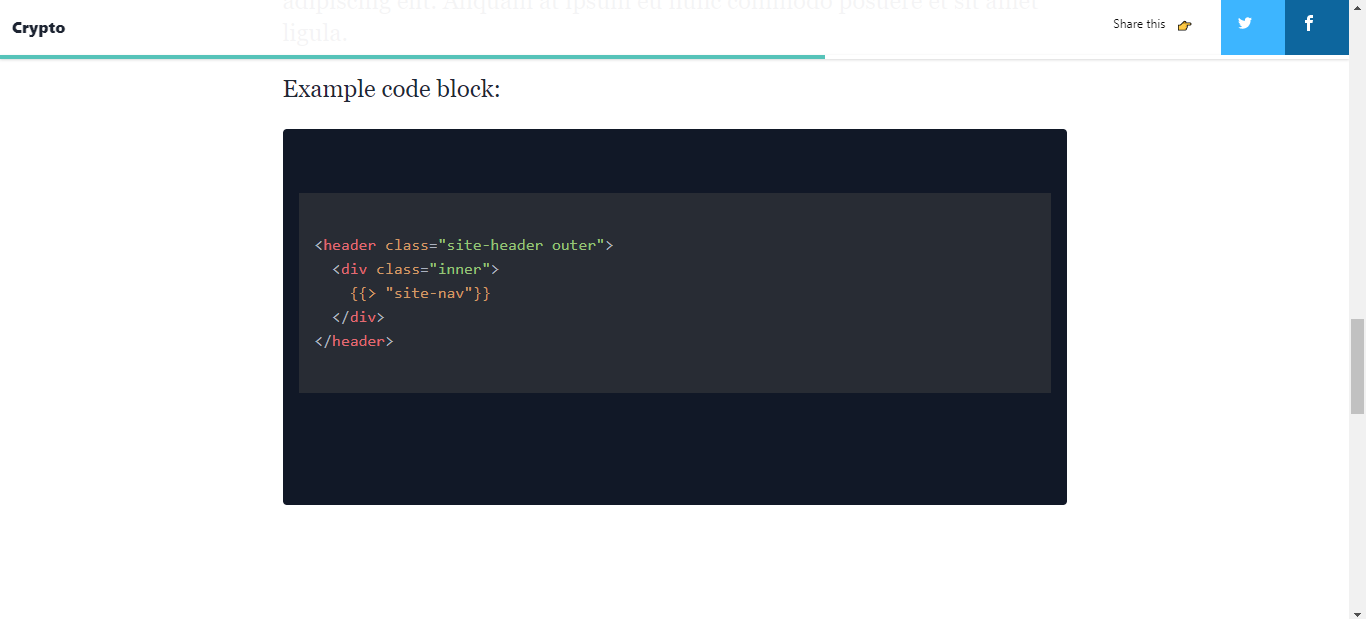 adipiscing elit. Aliquam at ipsum eu nunc commodo posuere et sit amet
ligula.
Crypto
Share this
Example code block:
<header class="site-header outer">
  <div class="inner">
    {{> "site-nav"}}
  </div>
</header>